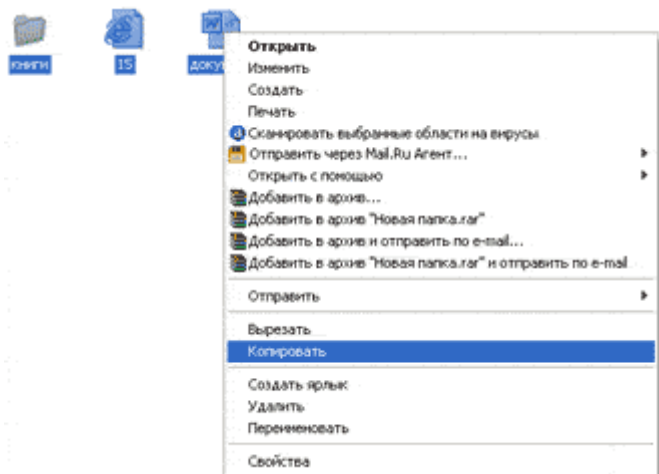 книги
15
докум
Открыть
Изменить
Создать
Печать
Сканировать выбранные области на вирусы
Отправить через Mail.Ru Агент...
Открыть с помощью
Добавить в архив...
Добавить в архив "Новая папка.rar"
Добавить в архив и отправить по e-mail...
Добавить в архив "Новая папка.rar" и отправить по e-mail
Отправить
Вырезать
Копировать
Создать ярлык
Удалить
Переименовать
Свойства